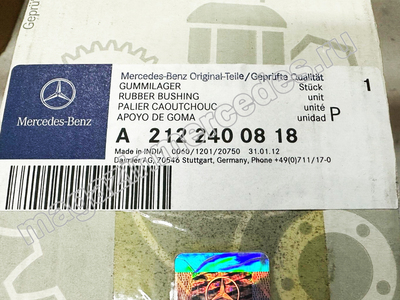 Geprüf
Mercedes-Benz Original-Teile/Geprüfte Qualität
GUMMILAGER Stück 1
RUBBER BUSHING unit
PALIER CAOUTCHOUC unité
APOYO DE GOMA unidad P
Mercedes-Benz
A 212 240 08 18
Made in INDIA 0060/1201/20750 31.01.12
Daimler AG, 70546 Stuttgart, Germany, Phone +49(0)711/17-0